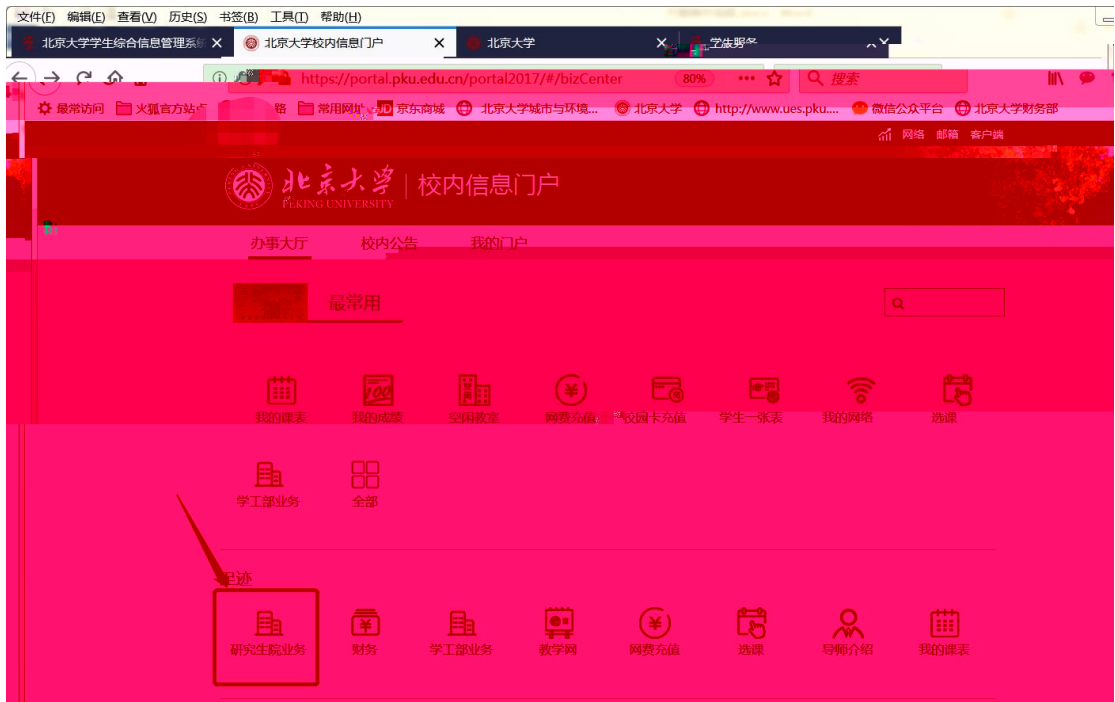 文件(F) 编辑(E) 查看(V) 历史(S) 书签(B) 工具(T) 帮助(H)
北京大学学生综合信息管理系统 北京大学校内信息门户 北京大学
https://portal.pku.edu.cn/portal2017/#/bizCenter 80% 搜索
最常访问 火狐官方站点 常用网址 JD 京东商城 北京大学城市与环境... 北京大学 http://www.ues.pku.... 微信公众平台 北京大学财务部
网络 邮箱 客户端
北京大学 校内信息门户
PEKING UNIVERSITY
办事大厅 校内公告 我的门户
最常用
我的课表 我的成绩 空闲教室 网费充值 校园卡充值 学生一张表 我的网络 选课
学工部业务 全部
足迹
研究生院业务 财务 学工部业务 教学网 网费充值 选课 导师介绍 我的课表